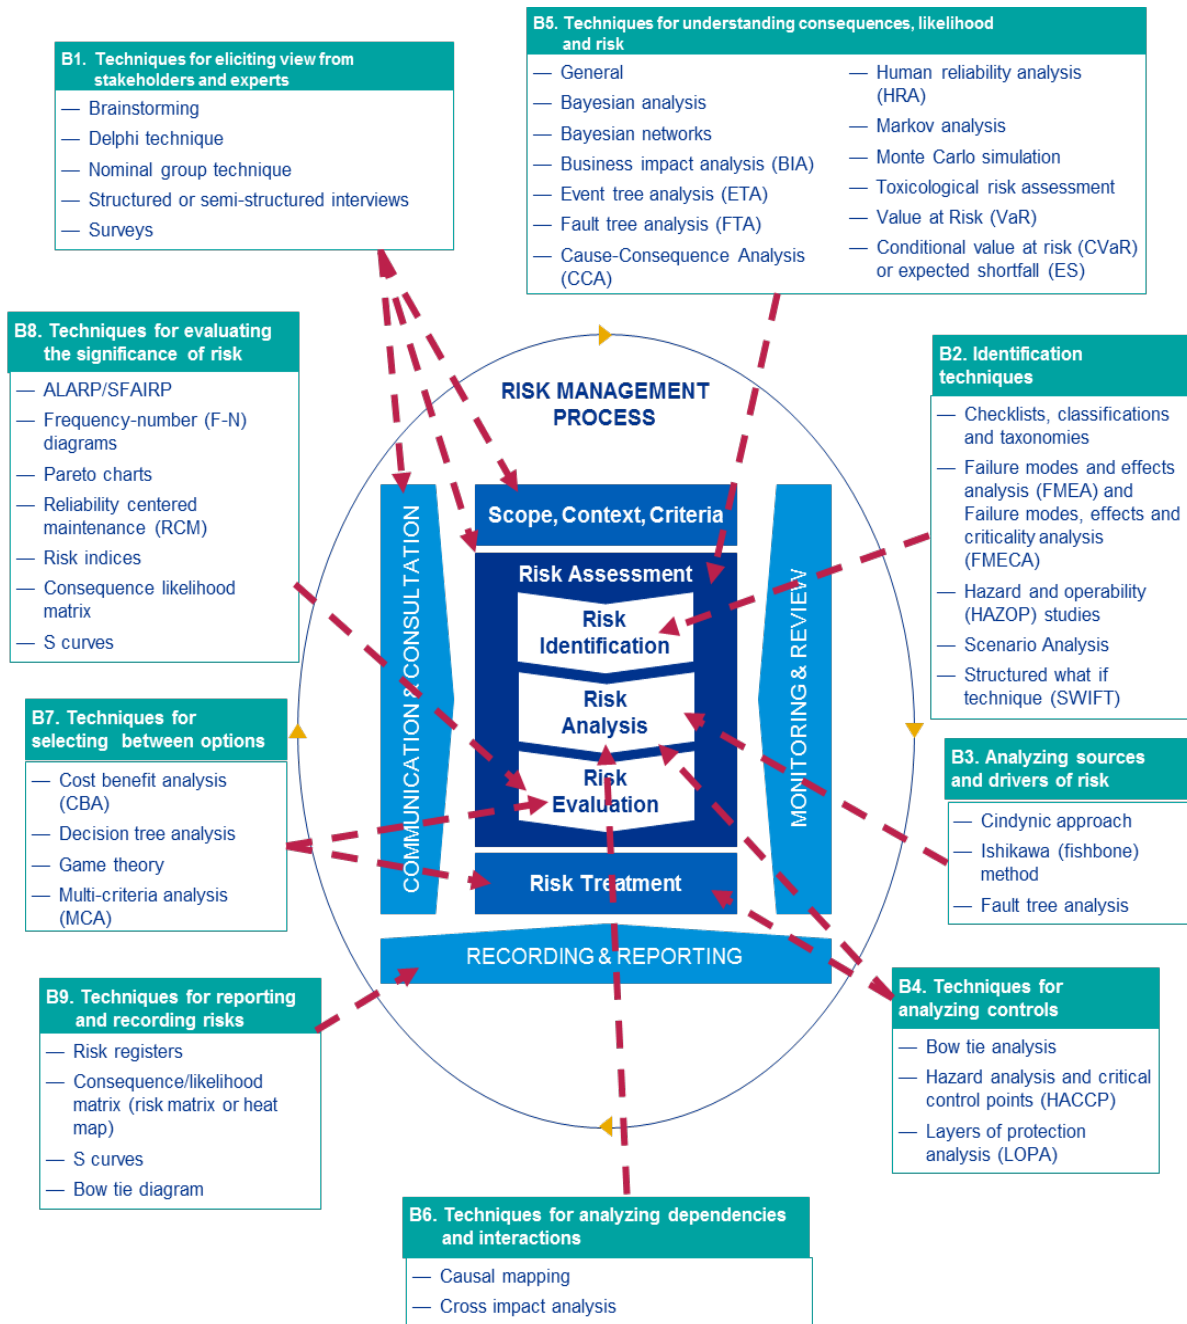 B1. Techniques for eliciting view from
stakeholders and experts
— Brainstorming
— Delphi technique
— Nominal group technique
— Structured or semi-structured interviews
— Surveys
B5. Techniques for understanding consequences, likelihood
and risk
— General
— Bayesian analysis
— Bayesian networks
— Business impact analysis (BIA)
— Event tree analysis (ETA)
— Fault tree analysis (FTA)
— Cause-Consequence Analysis
(CCA)
— Human reliability analysis
(HRA)
— Markov analysis
— Monte Carlo simulation
— Toxicological risk assessment
— Value at Risk (VaR)
— Conditional value at risk (CVaR)
or expected shortfall (ES)
B8. Techniques for evaluating
the significance of risk
— ALARP/SFAIRP
— Frequency-number (F-N)
diagrams
— Pareto charts
— Reliability centered
maintenance (RCM)
— Risk indices
— Consequence likelihood
matrix
— S curves
RISK MANAGEMENT
PROCESS
B2. Identification
techniques
— Checklists, classifications
and taxonomies
— Failure modes and effects
analysis (FMEA) and
Failure modes, effects and
criticality analysis
(FMECA)
— Hazard and operability
(HAZOP) studies
— Scenario Analysis
— Structured what if
technique (SWIFT)
COMMUNICATION & CONSULTATION
Scope, Context, Criteria
Risk Assessment
Risk
Identification
Risk
Analysis
Risk
Evaluation
Risk Treatment
MONITORING & REVIEW
RECORDING & REPORTING
B7. Techniques for
selecting between options
— Cost benefit analysis
(CBA)
— Decision tree analysis
— Game theory
— Multi-criteria analysis
(MCA)
B3. Analyzing sources
and drivers of risk
— Cindynic approach
— Ishikawa (fishbone)
method
— Fault tree analysis
B9. Techniques for reporting
and recording risks
— Risk registers
— Consequence/likelihood
matrix (risk matrix or heat
map)
— S curves
— Bow tie diagram
B4. Techniques for
analyzing controls
— Bow tie analysis
— Hazard analysis and critical
control points (HACCP)
— Layers of protection
analysis (LOPA)
B6. Techniques for analyzing dependencies
and interactions
— Causal mapping
— Cross impact analysis